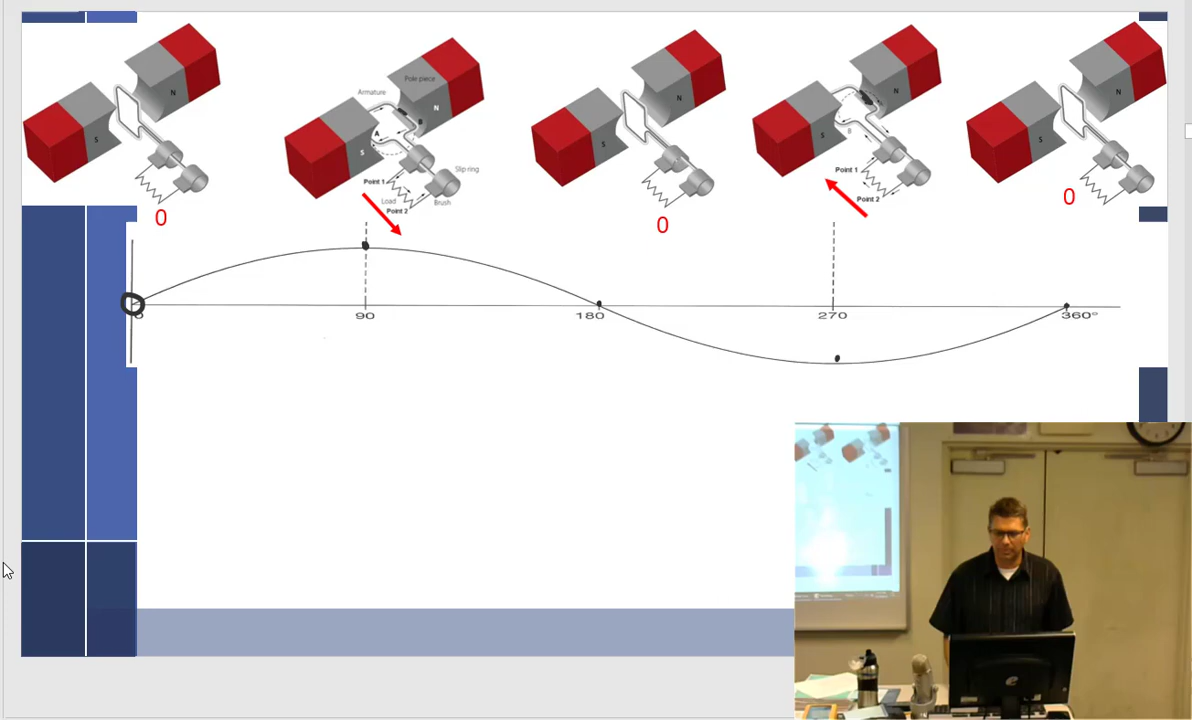 S
N
Armature
Pole piece
A
B
S
N
Slip ring
Point 1
Load
Point 2
Brush
S
N
S
N
B
Point 1
Point 2
S
N
0
0
0
0
90
180
270
360°